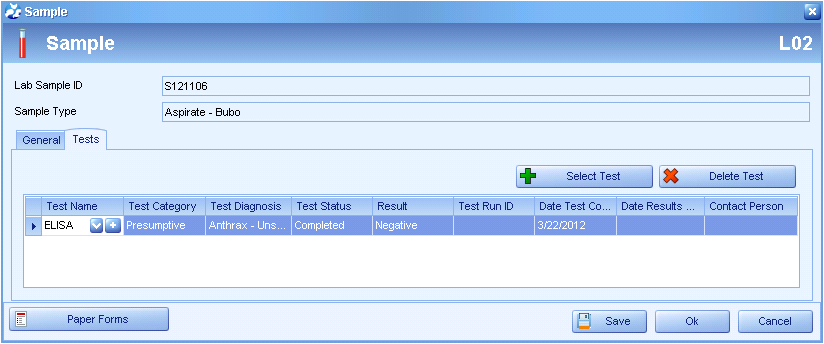 Sample
Sample L02
Lab Sample ID S121106
Sample Type Aspirate - Bubo
General Tests
Select Test Delete Test
Test Name Test Category Test Diagnosis Test Status Result Test Run ID Date Test Co... Date Results ... Contact Person
ELISA Presumptive Anthrax - Uns... Completed Negative 3/22/2012
Paper Forms Save Ok Cancel